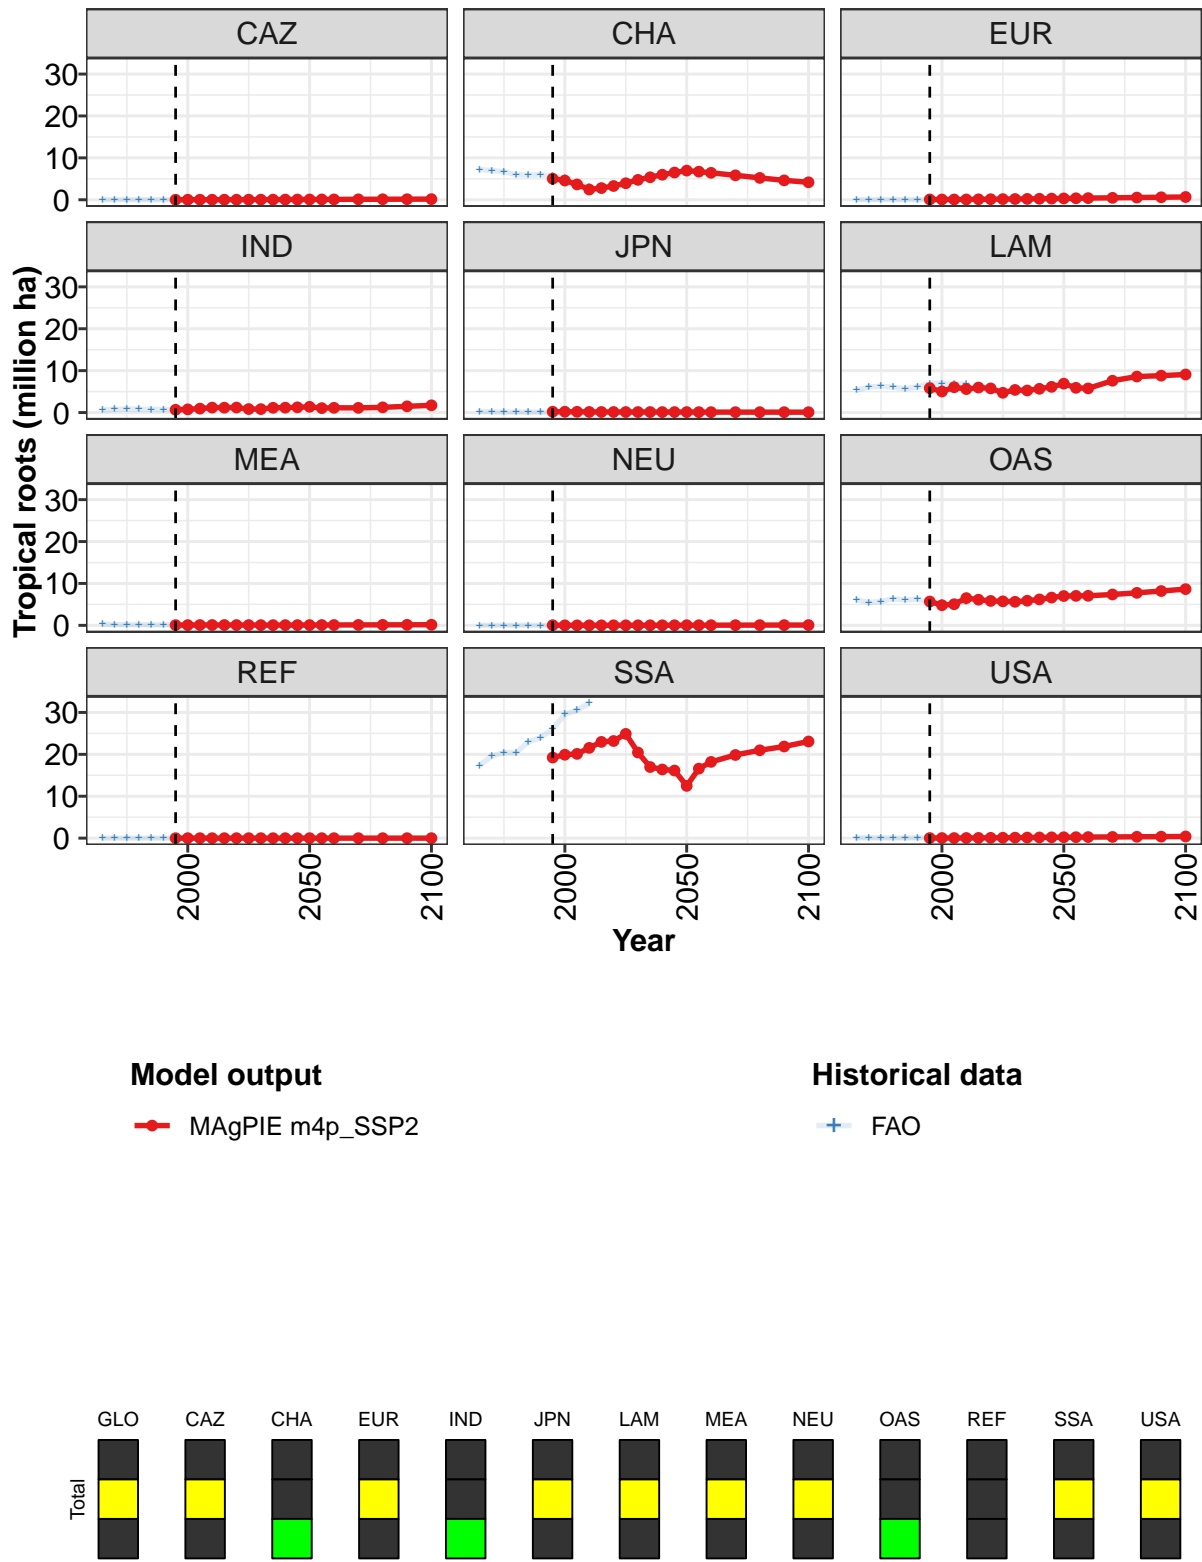 CAZ CHA EUR
30
20
10
0
IND JPN LAM
30
20
10
0
MEA NEU OAS
30
20
10
0
REF SSA USA
30
20
10
0
2000 2050 2100 2000 2050 2100 2000 2050 2100
Year
Tropical roots (million ha)
Model output Historical data
MAgPIE m4p_SSP2 FAO
GLO CAZ CHA EUR IND JPN LAM MEA NEU OAS REF SSA USA
Total